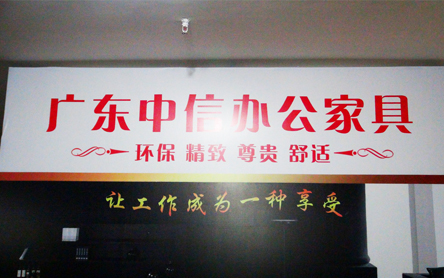 广东中信办公家具
环保 精致 尊贵 舒适
让工作成为一种享受